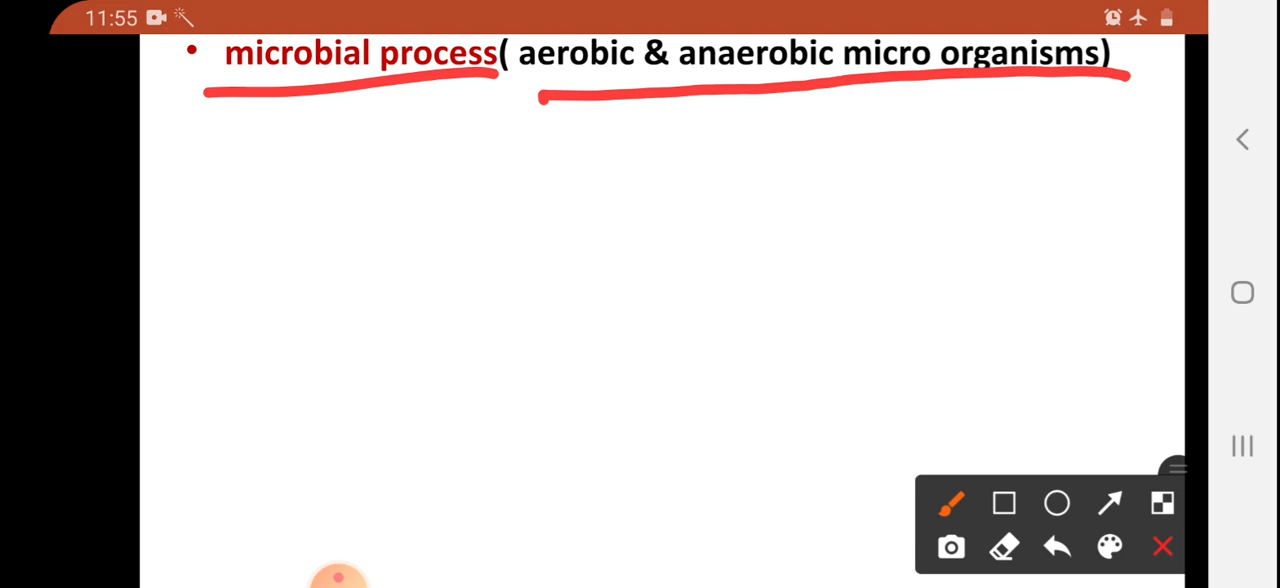 11:55
• microbial process( aerobic & anaerobic micro organisms)